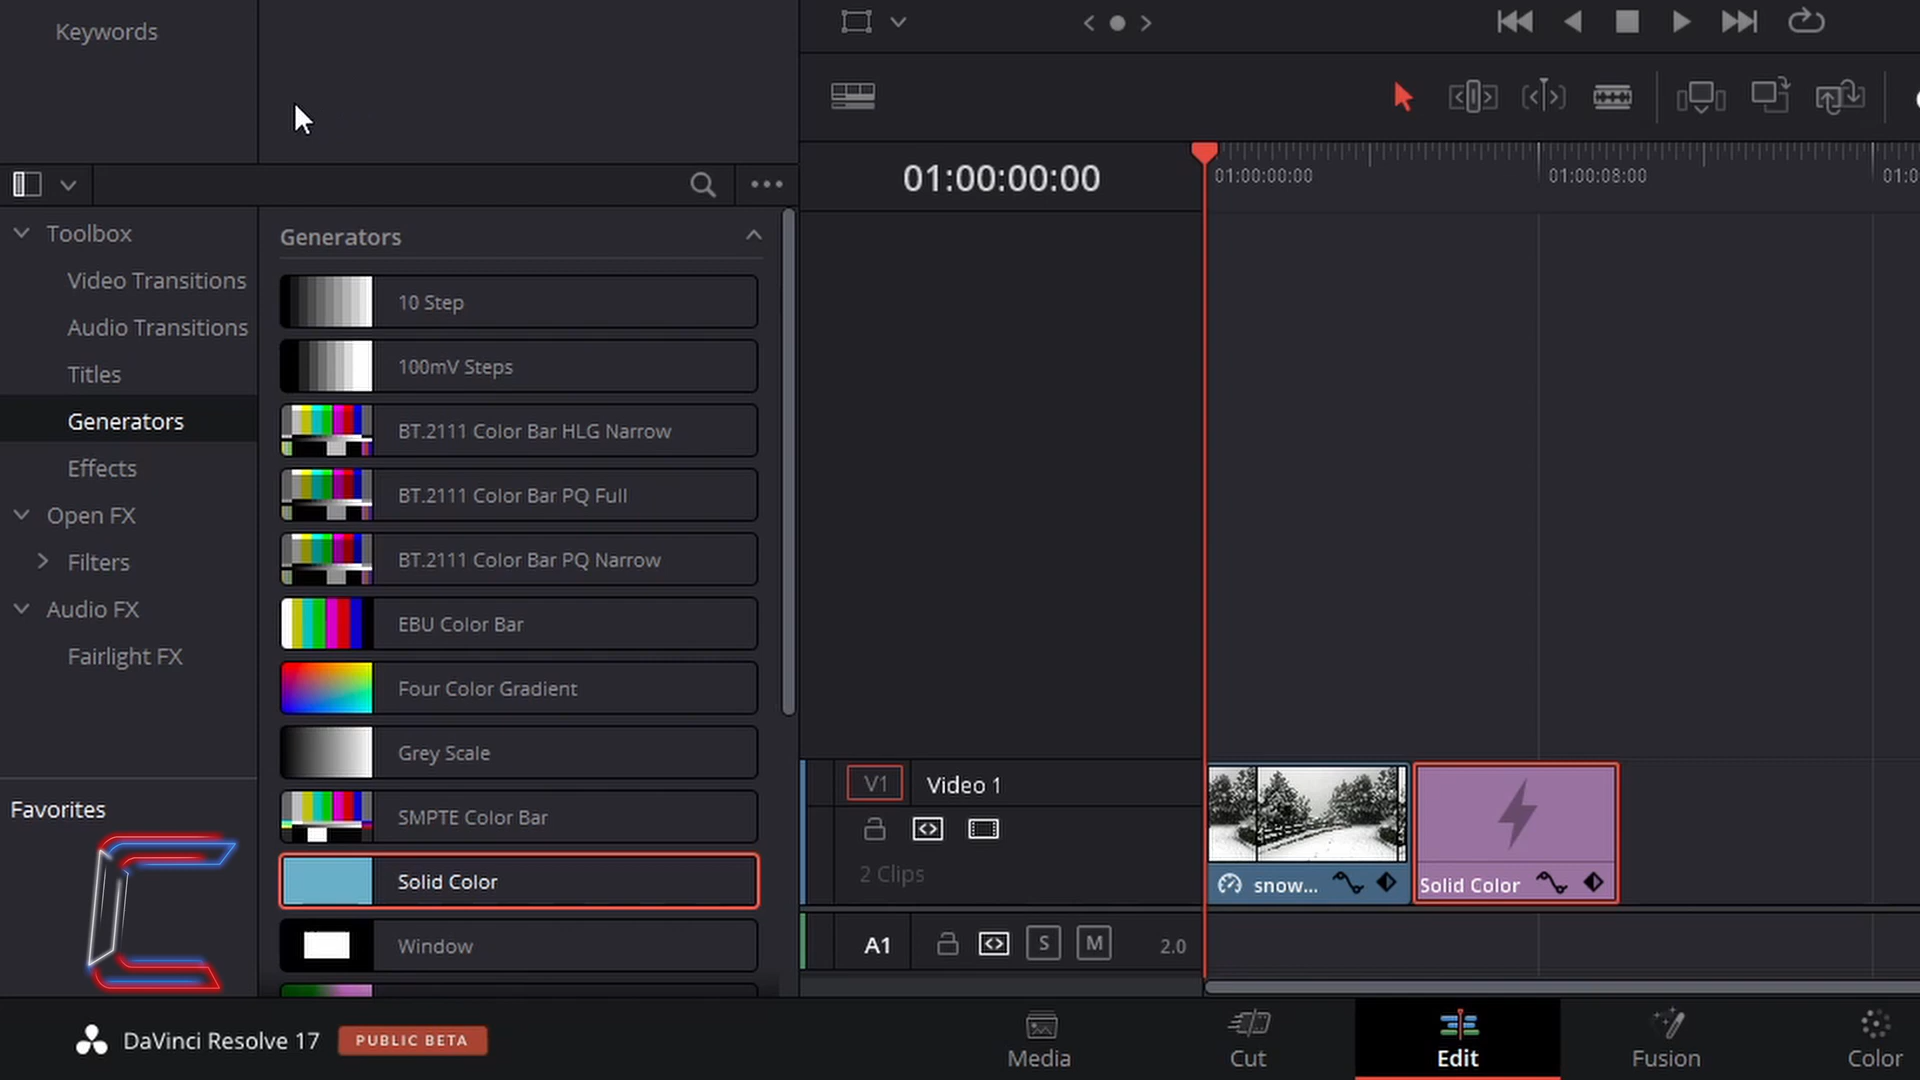 Keywords
Toolbox
Video Transitions
Audio Transitions
Titles
Generators
Effects
Open FX
Filters
Audio FX
Fairlight FX
Favorites
Generators
10 Step
100mV Steps
BT.2111 Color Bar HLG Narrow
BT.2111 Color Bar PQ Full
BT.2111 Color Bar PQ Narrow
EBU Color Bar
Four Color Gradient
Grey Scale
SMPTE Color Bar
Solid Color
Window
01:00:00:00
01:00:00:00
01:00:08:00
01:0
V1
Video 1
2 Clips
snow...
Solid Color
A1
S
M
2.0
DaVinci Resolve 17
PUBLIC BETA
Media
Cut
Edit
Fusion
Color